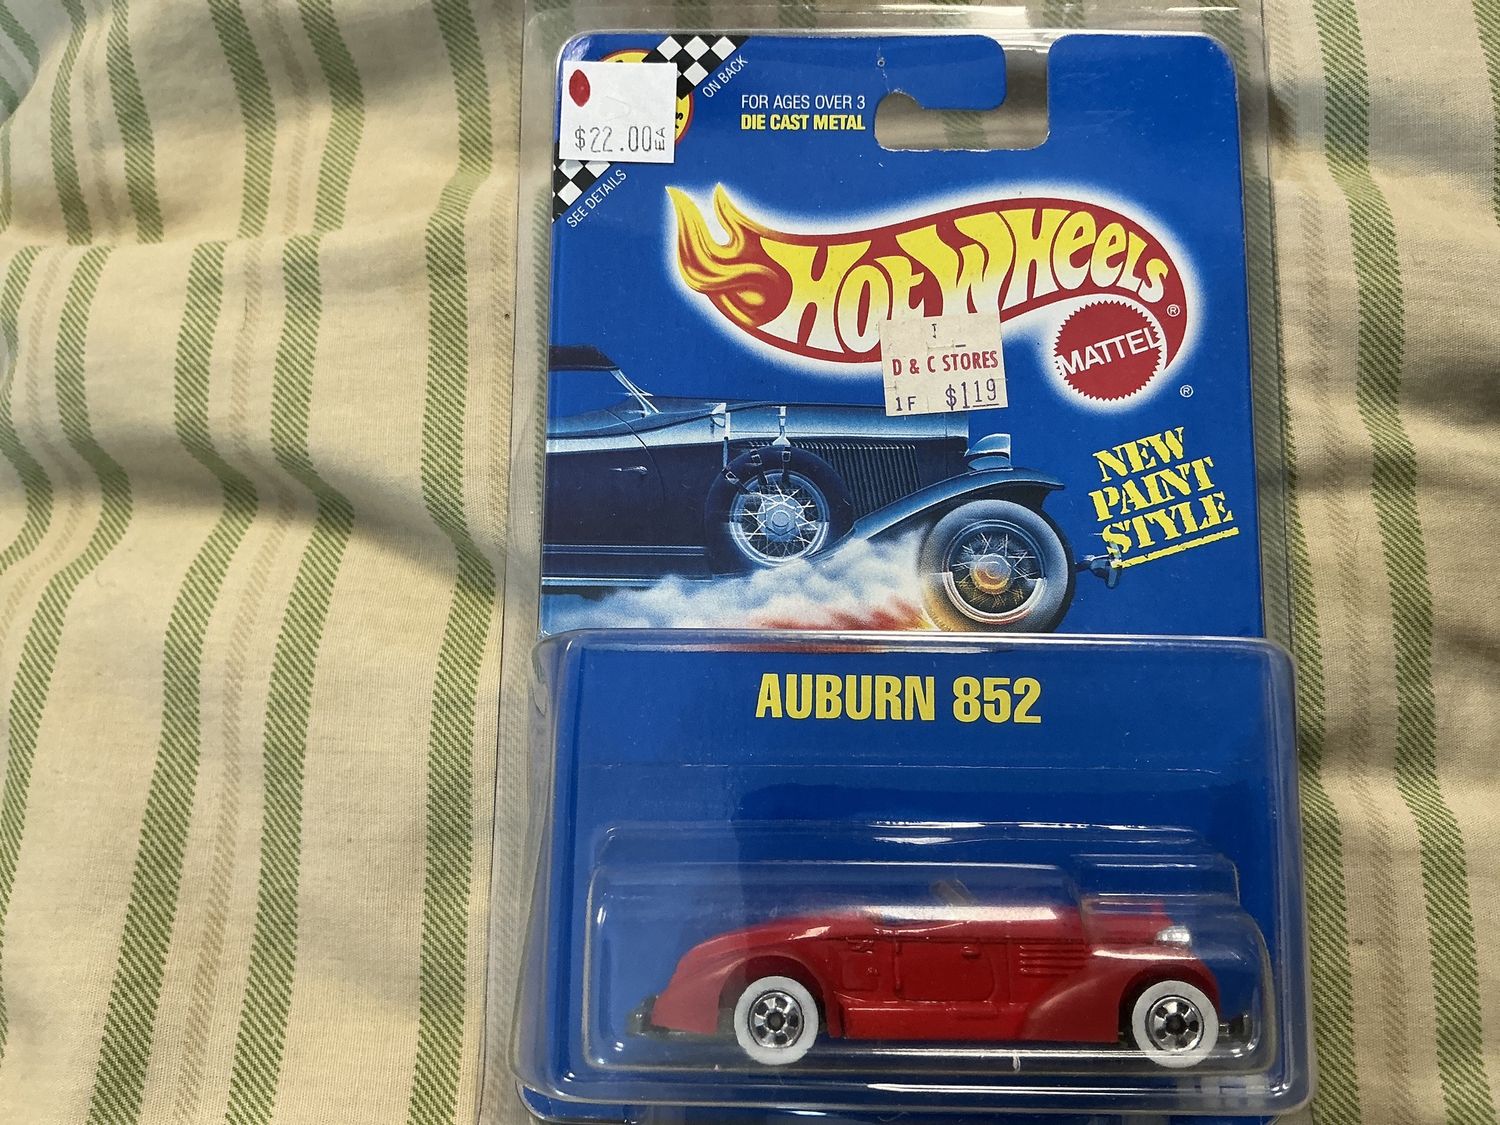 ON BACK
$22.00EA
SEE DETAILS
FOR AGES OVER 3
DIE CAST METAL
HOT WHEELS®
MATTEL
®
D & C STORES
1F $1.19
NEW
PAINT
STYLE
AUBURN 852